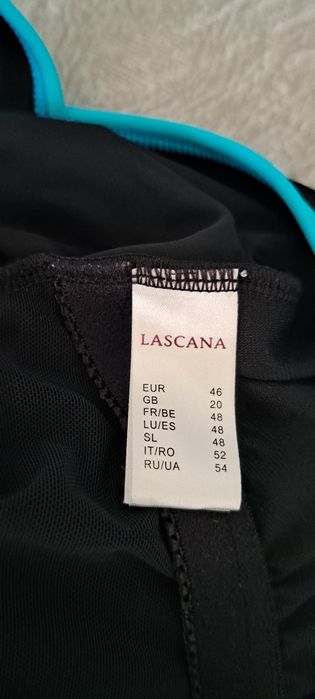 LASCANA
EUR 46
GB 20
FR/BE 48
LU/ES 48
SL 48
IT/RO 52
RU/UA 54